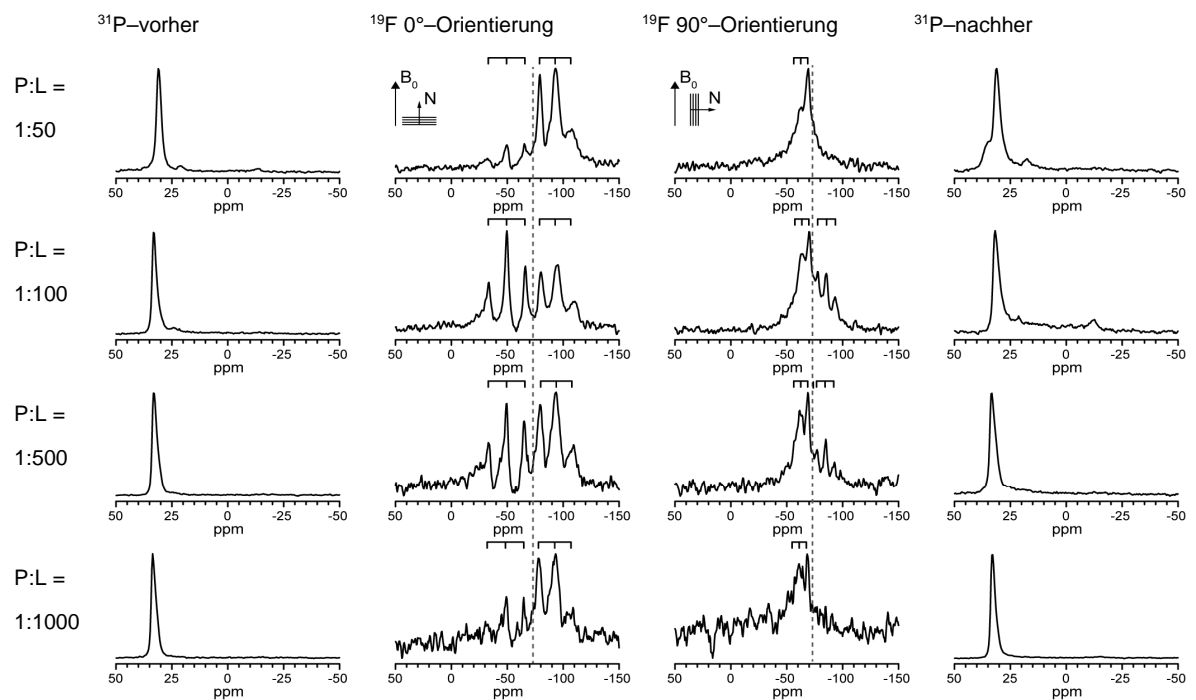 ³¹P–vorher ¹⁹F 0°–Orientierung ¹⁹F 90°–Orientierung ³¹P–nachher
P:L =
1:50
B₀ N B₀ N
50 25 0 -25 -50 50 0 -50 -100 -150 50 0 -50 -100 -150 50 25 0 -25 -50
ppm ppm ppm ppm
P:L =
1:100
50 25 0 -25 -50 50 0 -50 -100 -150 50 0 -50 -100 -150 50 25 0 -25 -50
ppm ppm ppm ppm
P:L =
1:500
50 25 0 -25 -50 50 0 -50 -100 -150 50 0 -50 -100 -150 50 25 0 -25 -50
ppm ppm ppm ppm
P:L =
1:1000
50 25 0 -25 -50 50 0 -50 -100 -150 50 0 -50 -100 -150 50 25 0 -25 -50
ppm ppm ppm ppm